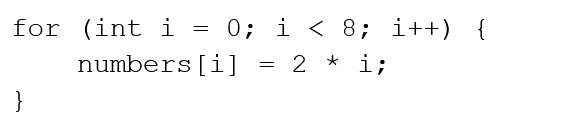 for (int i = 0; i < 8; i++) {
    numbers[i] = 2 * i;
}